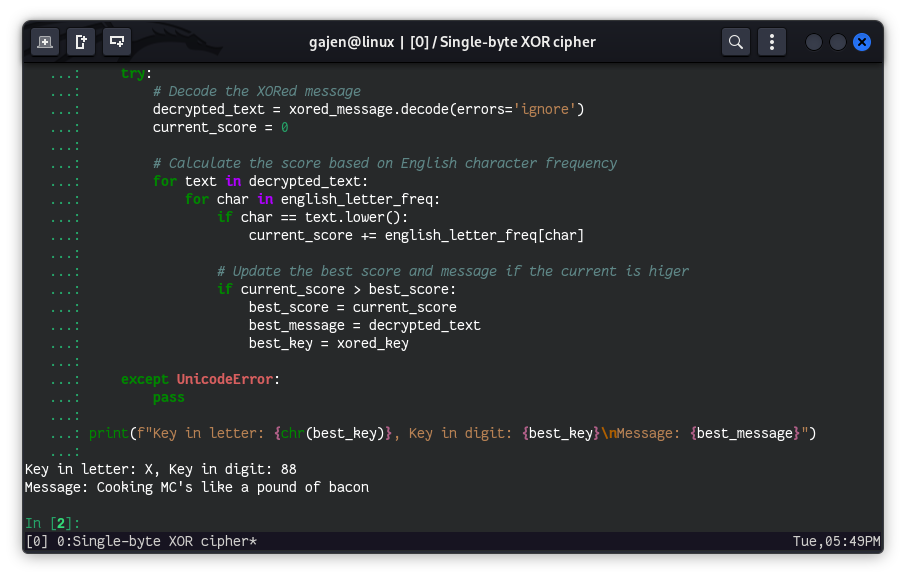 gajen@linux | [0] / Single-byte XOR cipher
...:     try:
...:         # Decode the XORed message
...:         decrypted_text = xored_message.decode(errors='ignore')
...:         current_score = 0
...:
...:         # Calculate the score based on English character frequency
...:         for text in decrypted_text:
...:             for char in english_letter_freq:
...:                 if char == text.lower():
...:                     current_score += english_letter_freq[char]
...:
...:                 # Update the best score and message if the current is higer
...:                 if current_score > best_score:
...:                     best_score = current_score
...:                     best_message = decrypted_text
...:                     best_key = xored_key
...:
...:     except UnicodeError:
...:         pass
...:
...: print(f"Key in letter: {chr(best_key)}, Key in digit: {best_key}\nMessage: {best_message}")
...:
Key in letter: X, Key in digit: 88
Message: Cooking MC's like a pound of bacon
In [2]:
[0] 0:Single-byte XOR cipher* Tue,05:49PM